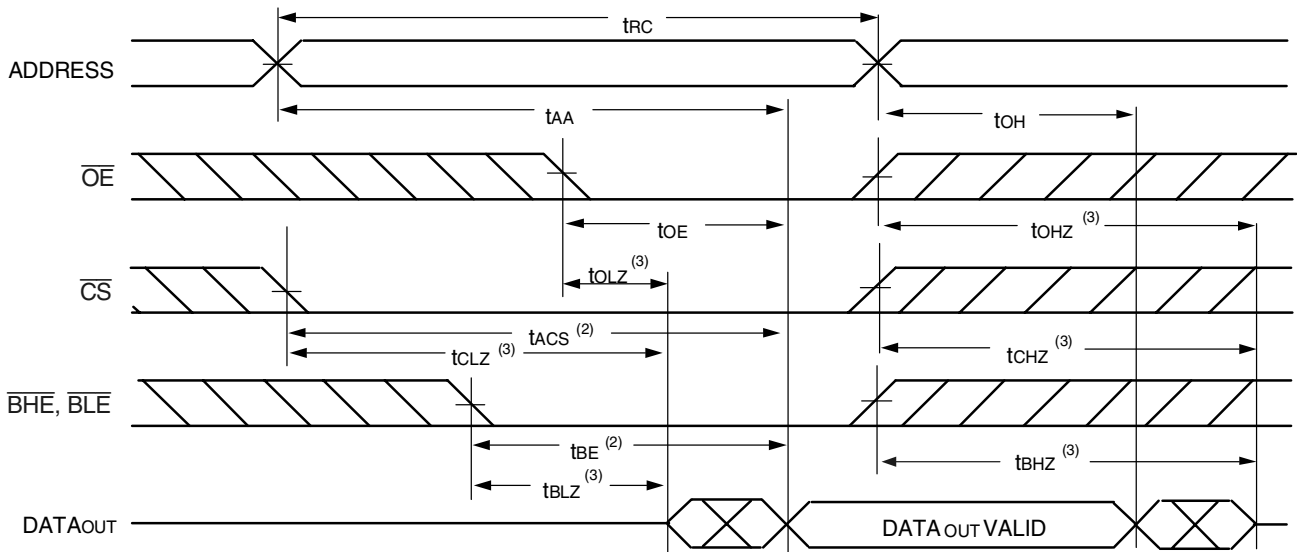 tRC
ADDRESS
tAA
tOH
OE
tOE
tOHZ (3)
tOLZ (3)
CS
tACS (2)
tCLZ (3)
tCHZ (3)
BHE, BLE
tBE (2)
tBHZ (3)
tBLZ (3)
DATAOUT
DATA OUT VALID